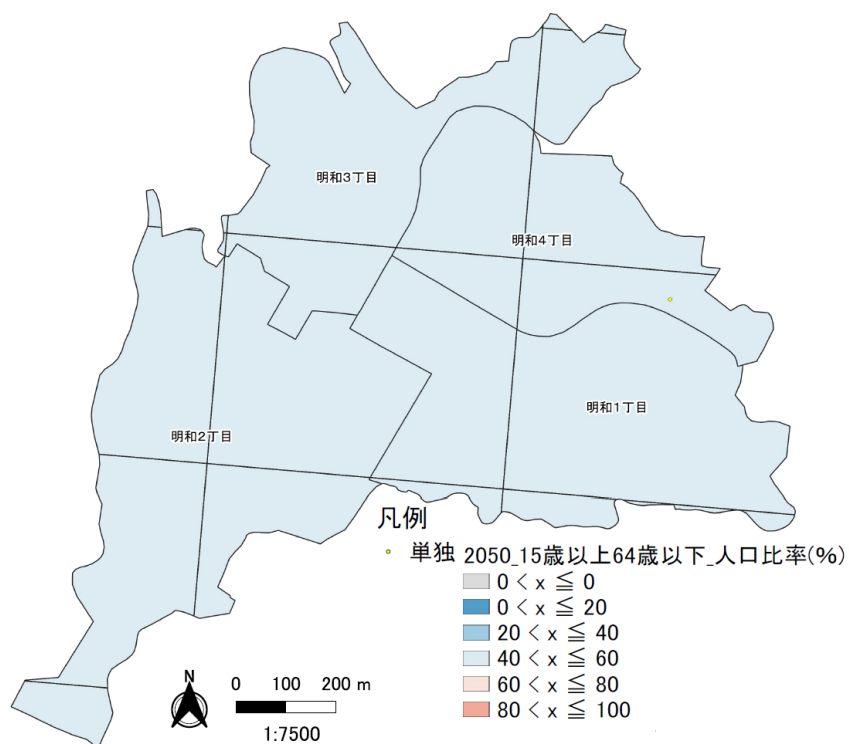 明和3丁目
明和4丁目
明和1丁目
明和2丁目
凡例
単独 2050_15歳以上64歳以下_人口比率(%)
0 < x ≦ 0
0 < x ≦ 20
20 < x ≦ 40
40 < x ≦ 60
60 < x ≦ 80
80 < x ≦ 100
N
0 100 200 m
1:7500